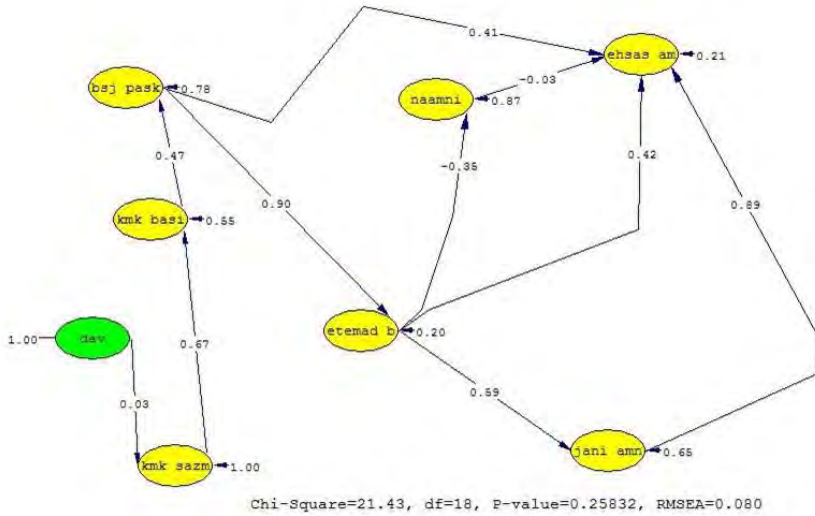 0.41
ehsas am
0.21
bsj pask
0.78
-0.03
naamni
0.87
0.47
-0.35
0.42
0.90
0.89
kmk basi
0.55
etemad b
0.20
1.00
dav
0.67
0.59
0.03
kmk sazm
1.00
jani amn
0.65
Chi-Square=21.43, df=18, P-value=0.25832, RMSEA=0.080